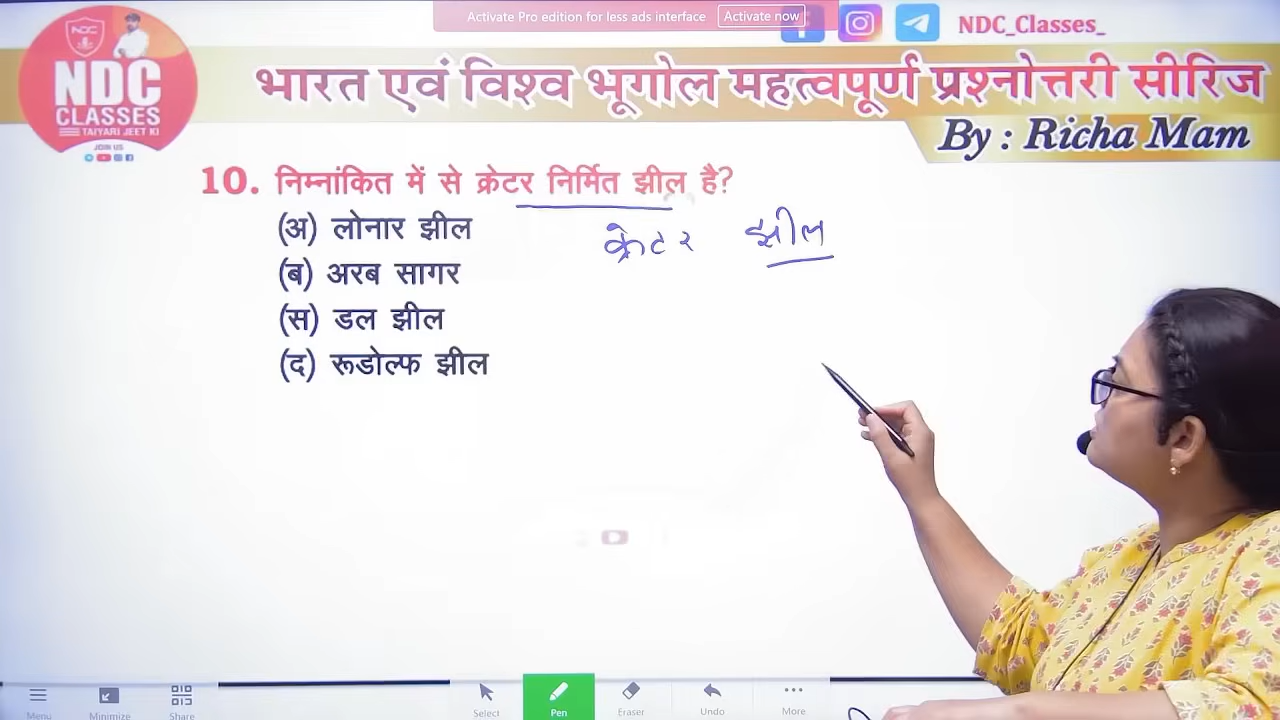 Activate Pro edition for less ads interface Activate now
NDC_Classes_
NDC
NDC
CLASSES
TAIYARI JEET KI
JOIN US
भारत एवं विश्व भूगोल महत्वपूर्ण प्रश्नोत्तरी सीरिज
By : Richa Mam
10. निम्नांकित में से क्रेटर निर्मित झील है?
(अ) लोनार झील
क्रेटर झील
(ब) अरब सागर
(स) डल झील
(द) रूडोल्फ झील
Menu Minimize Share Select Pen Eraser Undo More